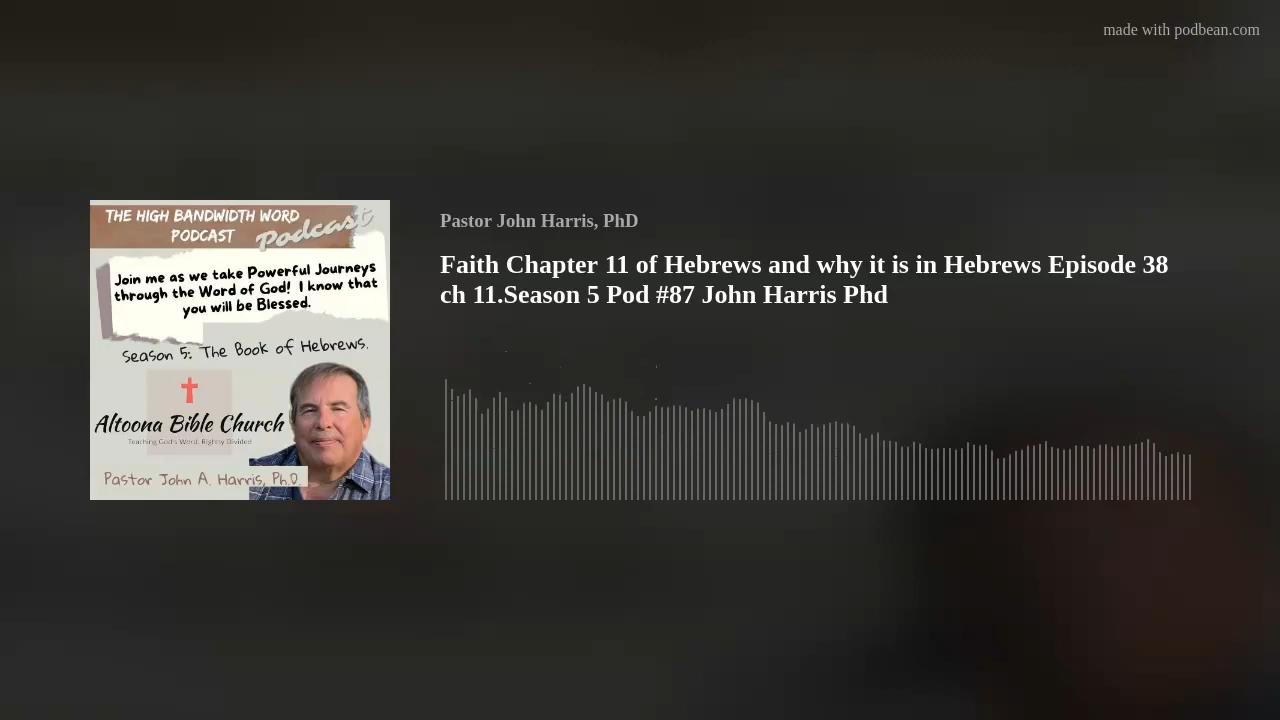 made with podbean.com
THE HIGH BANDWIDTH WORD
PODCAST
Podcast
Join me as we take Powerful Journeys
through the Word of God! I know that
you will be Blessed.
Season 5: The Book of Hebrews.
Altoona Bible Church
Teaching God's Word, Rightly Divided
Pastor John A. Harris, Ph.D.
Pastor John Harris, PhD
Faith Chapter 11 of Hebrews and why it is in Hebrews Episode 38
ch 11.Season 5 Pod #87 John Harris Phd